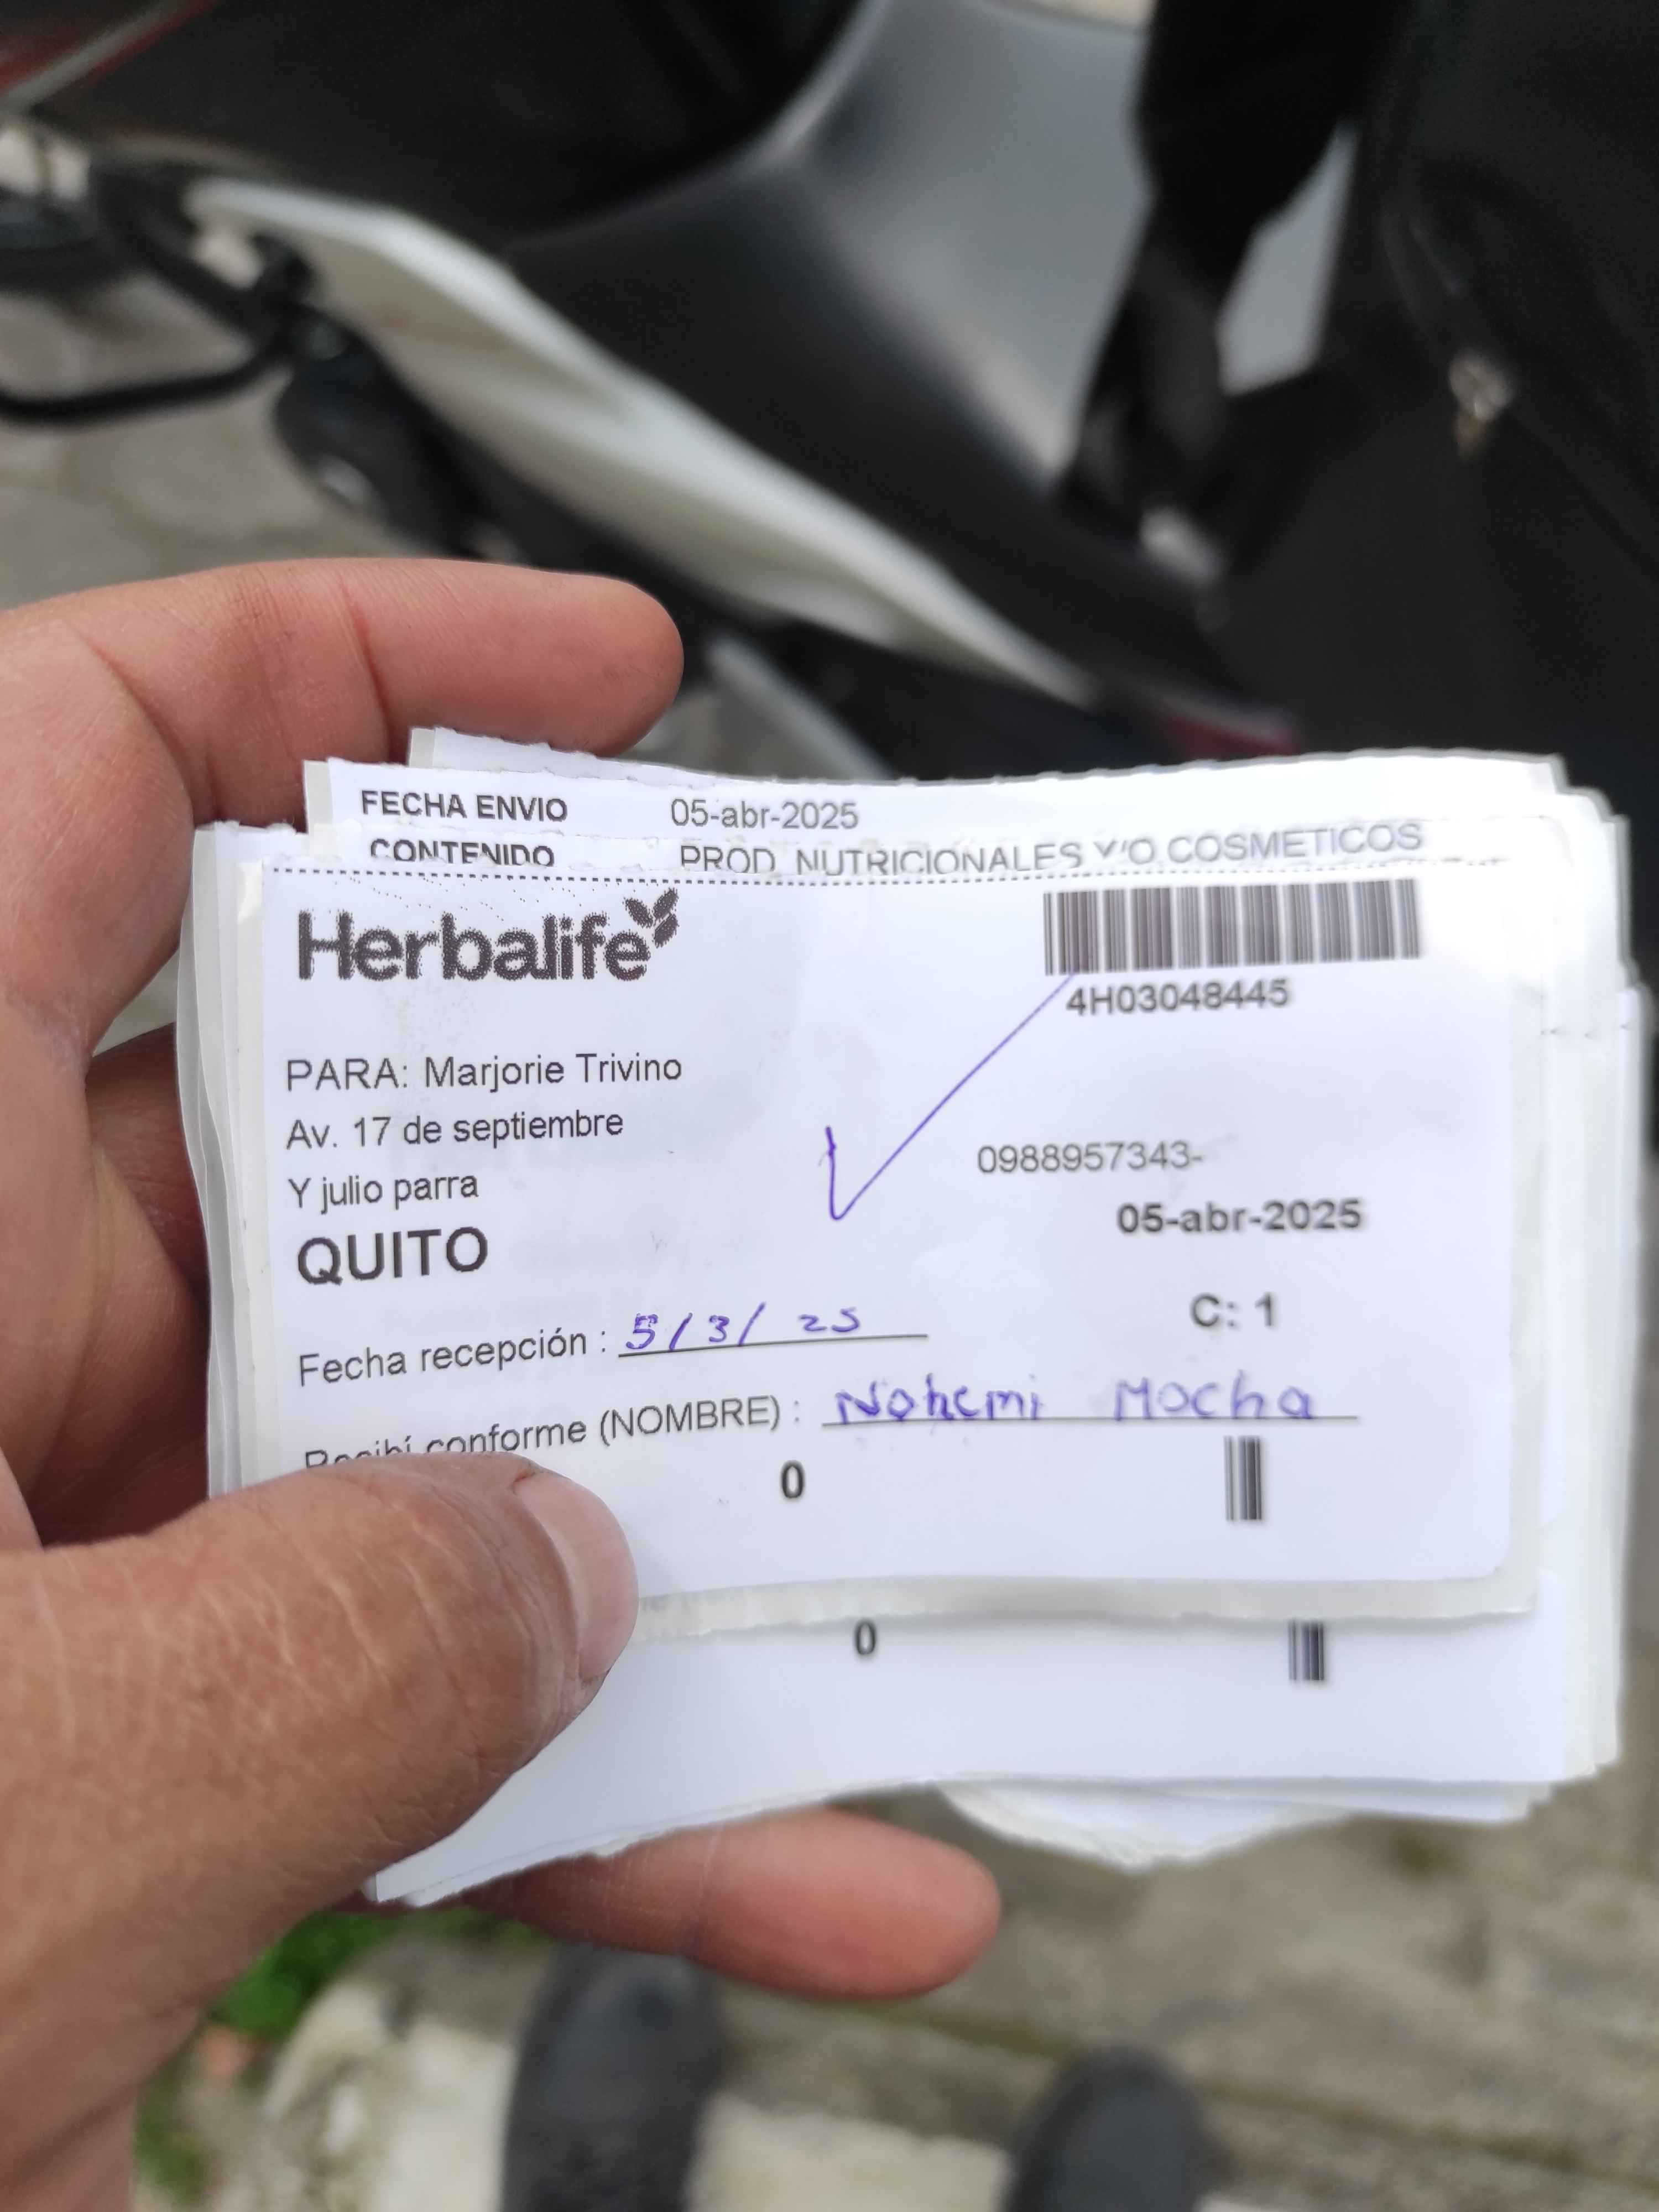 FECHA ENVIO 05-abr-2025
CONTENIDO PROD. NUTRICIONALES Y/O COSMETICOS
Herbalife
4H03048445
PARA: Marjorie Trivino
Av. 17 de septiembre
0988957343-
Y julio parra
05-abr-2025
QUITO
C: 1
Fecha recepción : 5/3/25
Recibí conforme (NOMBRE) : Nohemi Mocha
0
0